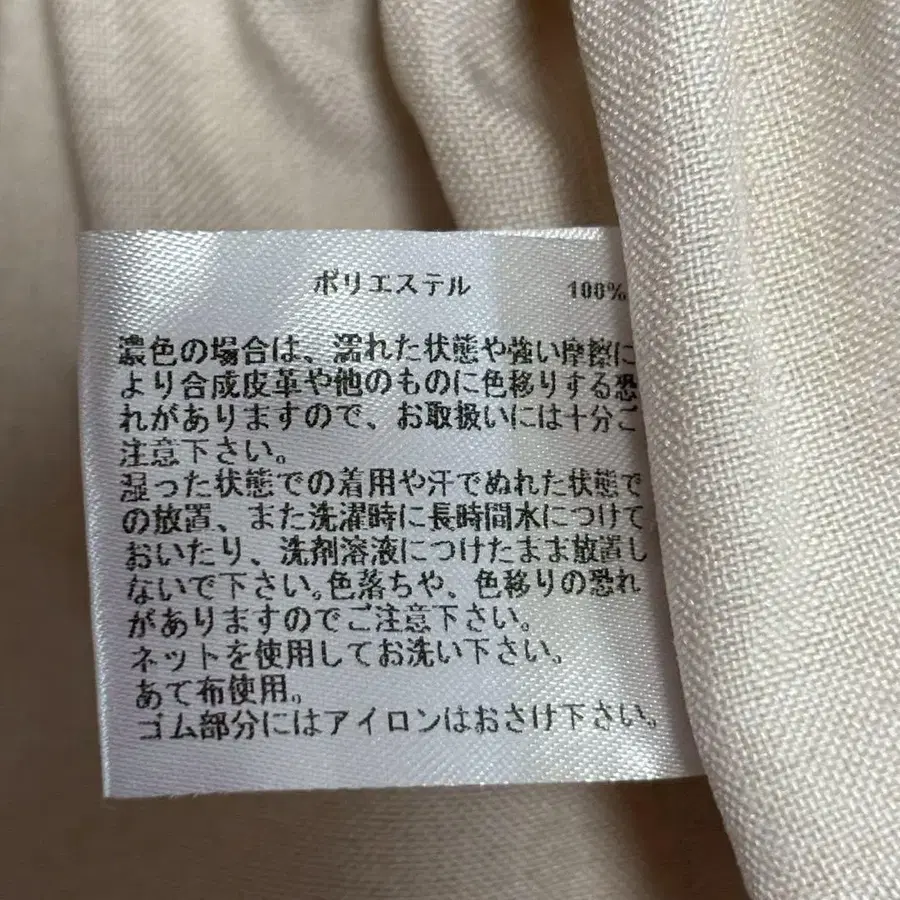 ポリエステル 100%
濃色の場合は、濡れた状態や強い摩擦に
より合成皮革や他のものに色移りする恐
れがありますので、お取扱いには十分ご
注意下さい。
湿った状態での着用や汗でぬれた状態で
の放置、また洗濯時に長時間水につけて
おいたり、洗剤溶液につけたまま放置し
ないで下さい。色落ちや、色移りの恐れ
がありますのでご注意下さい。
ネットを使用してお洗い下さい。
あて布使用。
ゴム部分にはアイロンはおさけ下さい。